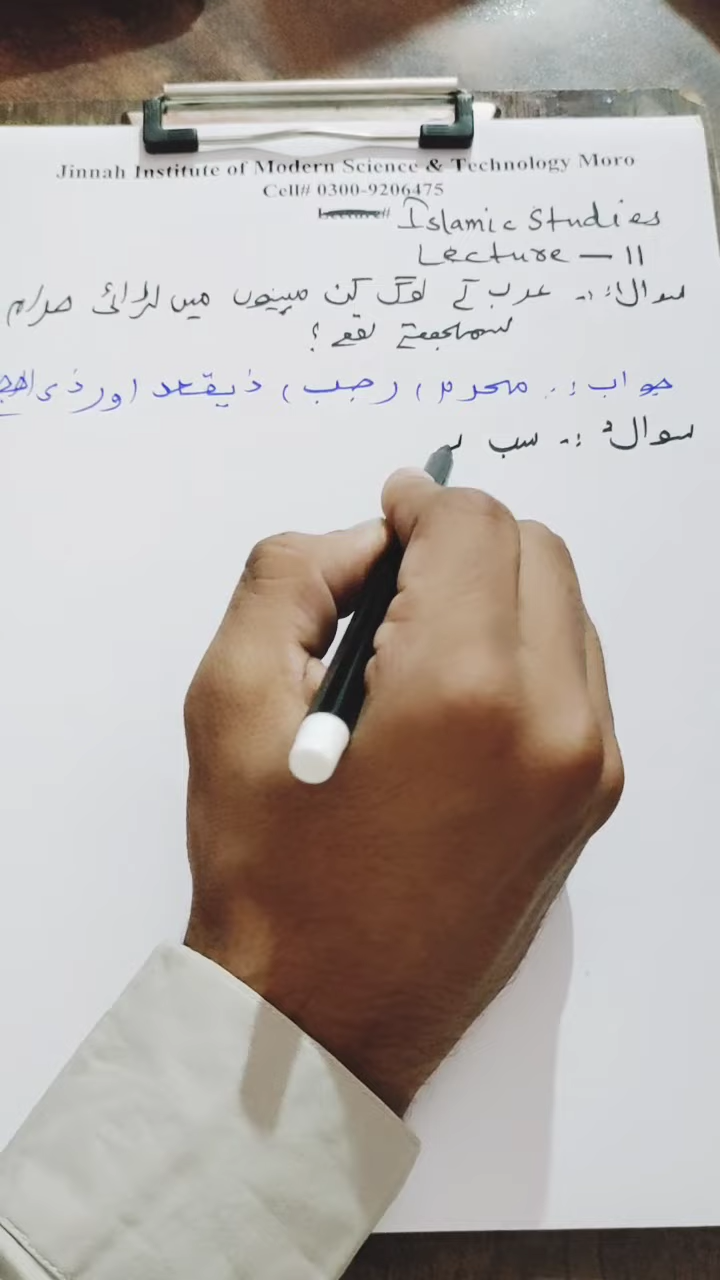 Jinnah Institute of Modern Science & Technology Moro
Cell# 0300-9206475
Islamic Studies
Lecture — 11
سوال۱:۔ عرب کے لوگ کن مہینوں میں لڑائی حرام
سمجھتے تھے؟
جواب:۔ محرم، رجب، ذیقعد اور ذی الحج
سوال۲:۔ سب